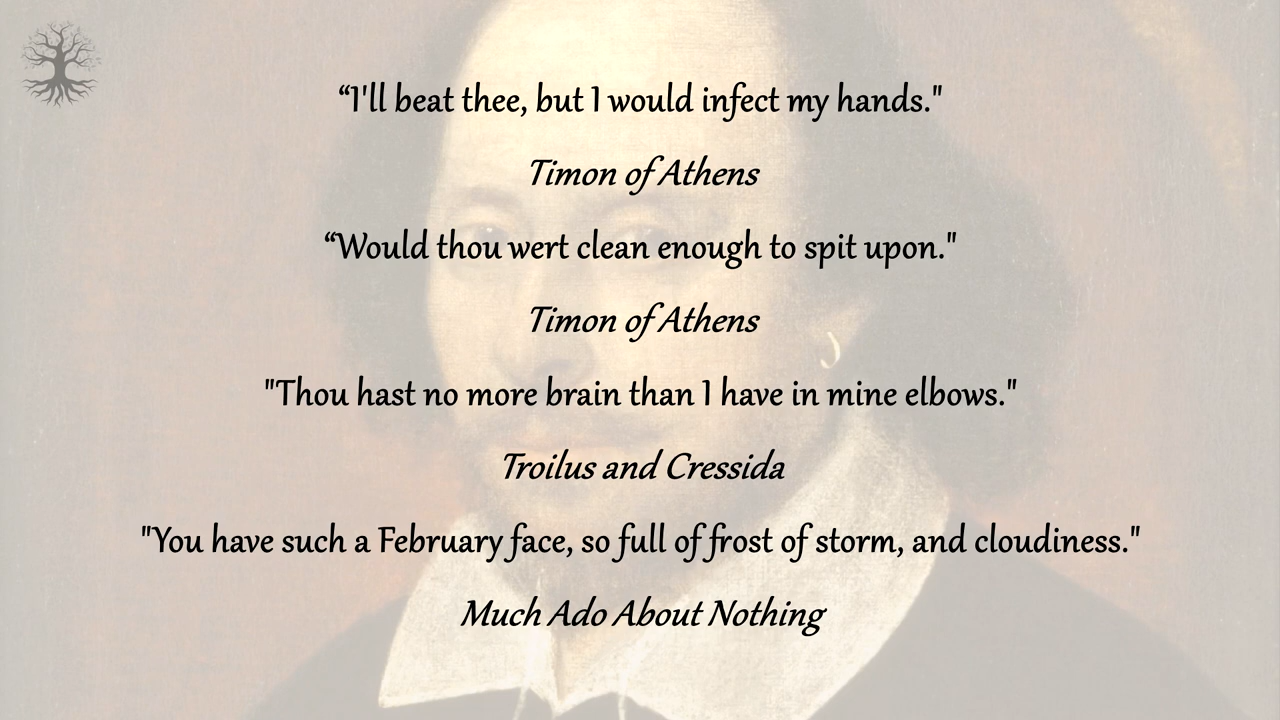 “I'll beat thee, but I would infect my hands."
Timon of Athens
“Would thou wert clean enough to spit upon."
Timon of Athens
"Thou hast no more brain than I have in mine elbows."
Troilus and Cressida
"You have such a February face, so full of frost of storm, and cloudiness."
Much Ado About Nothing